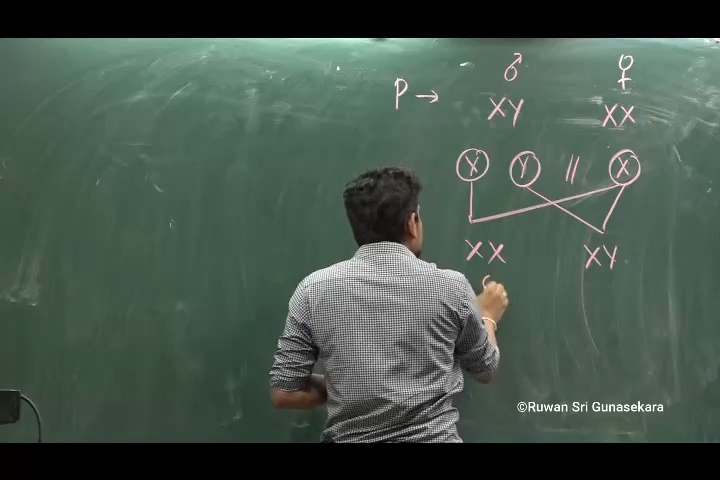 ♂ ♀
P → XY XX
X Y || X
XX XY
©Ruwan Sri Gunasekara